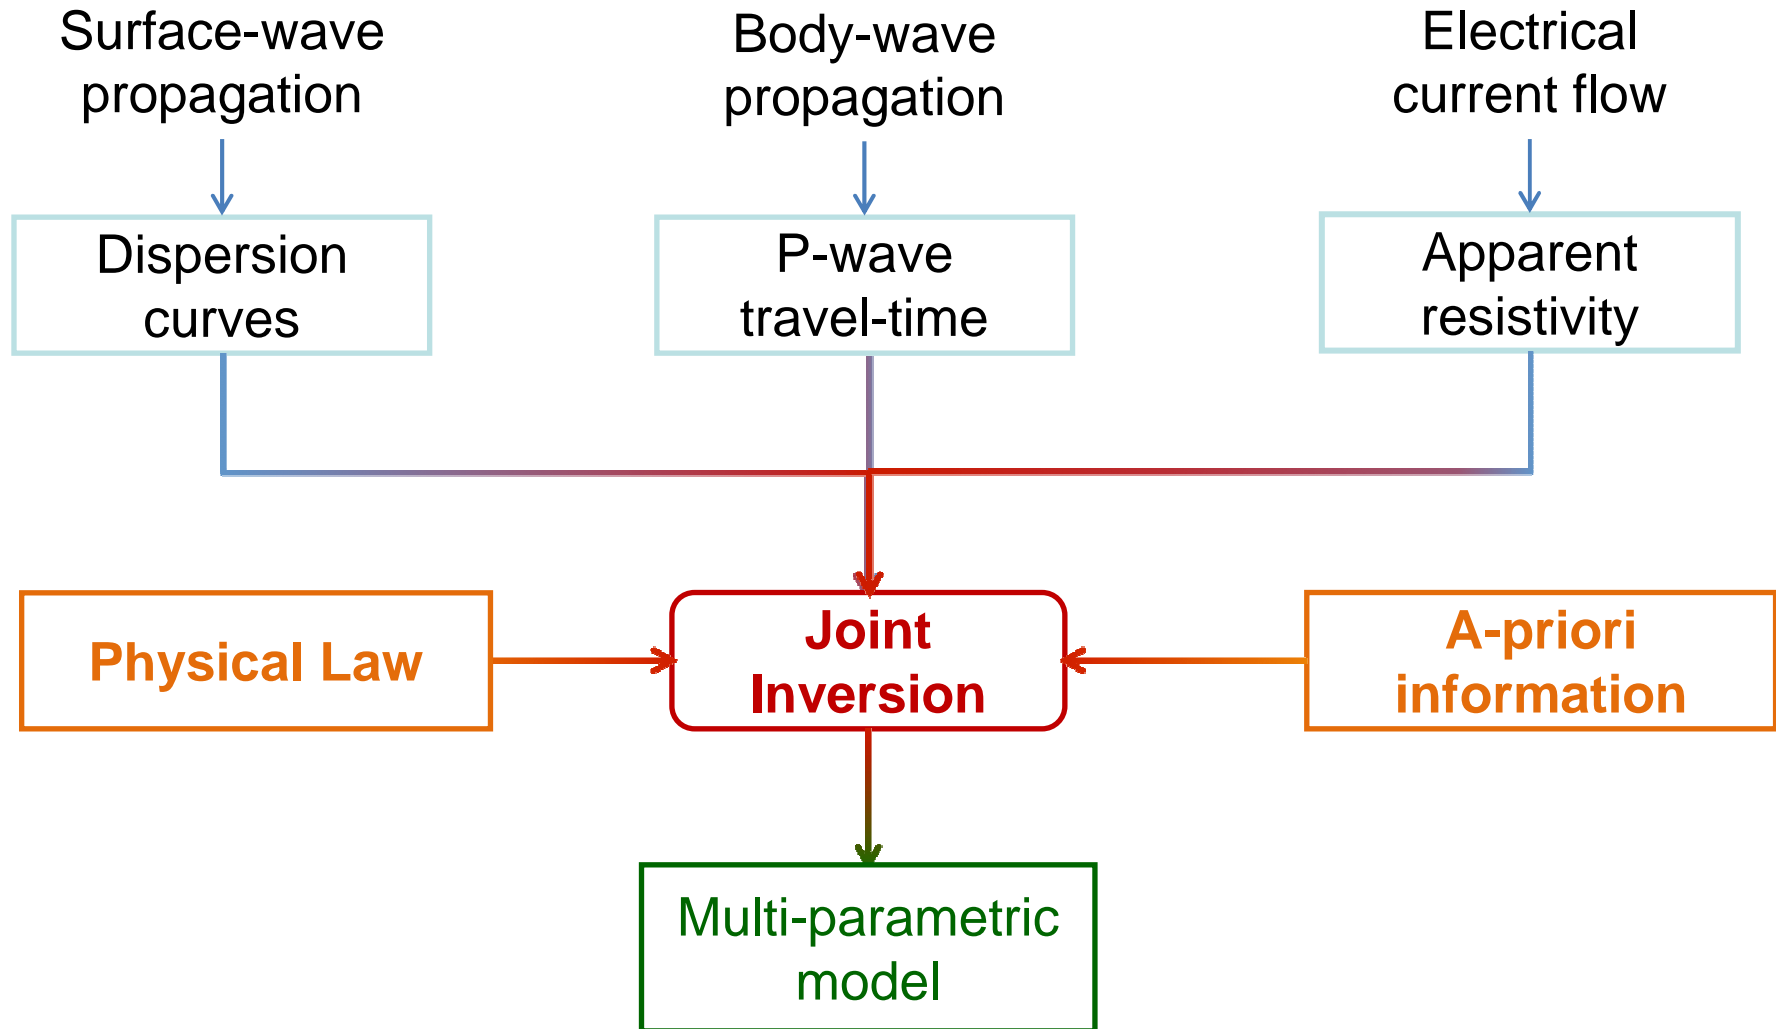 Surface-wave
propagation
Body-wave
propagation
Electrical
current flow
Dispersion
curves
P-wave
travel-time
Apparent
resistivity
Physical Law
Joint
Inversion
A-priori
information
Multi-parametric
model